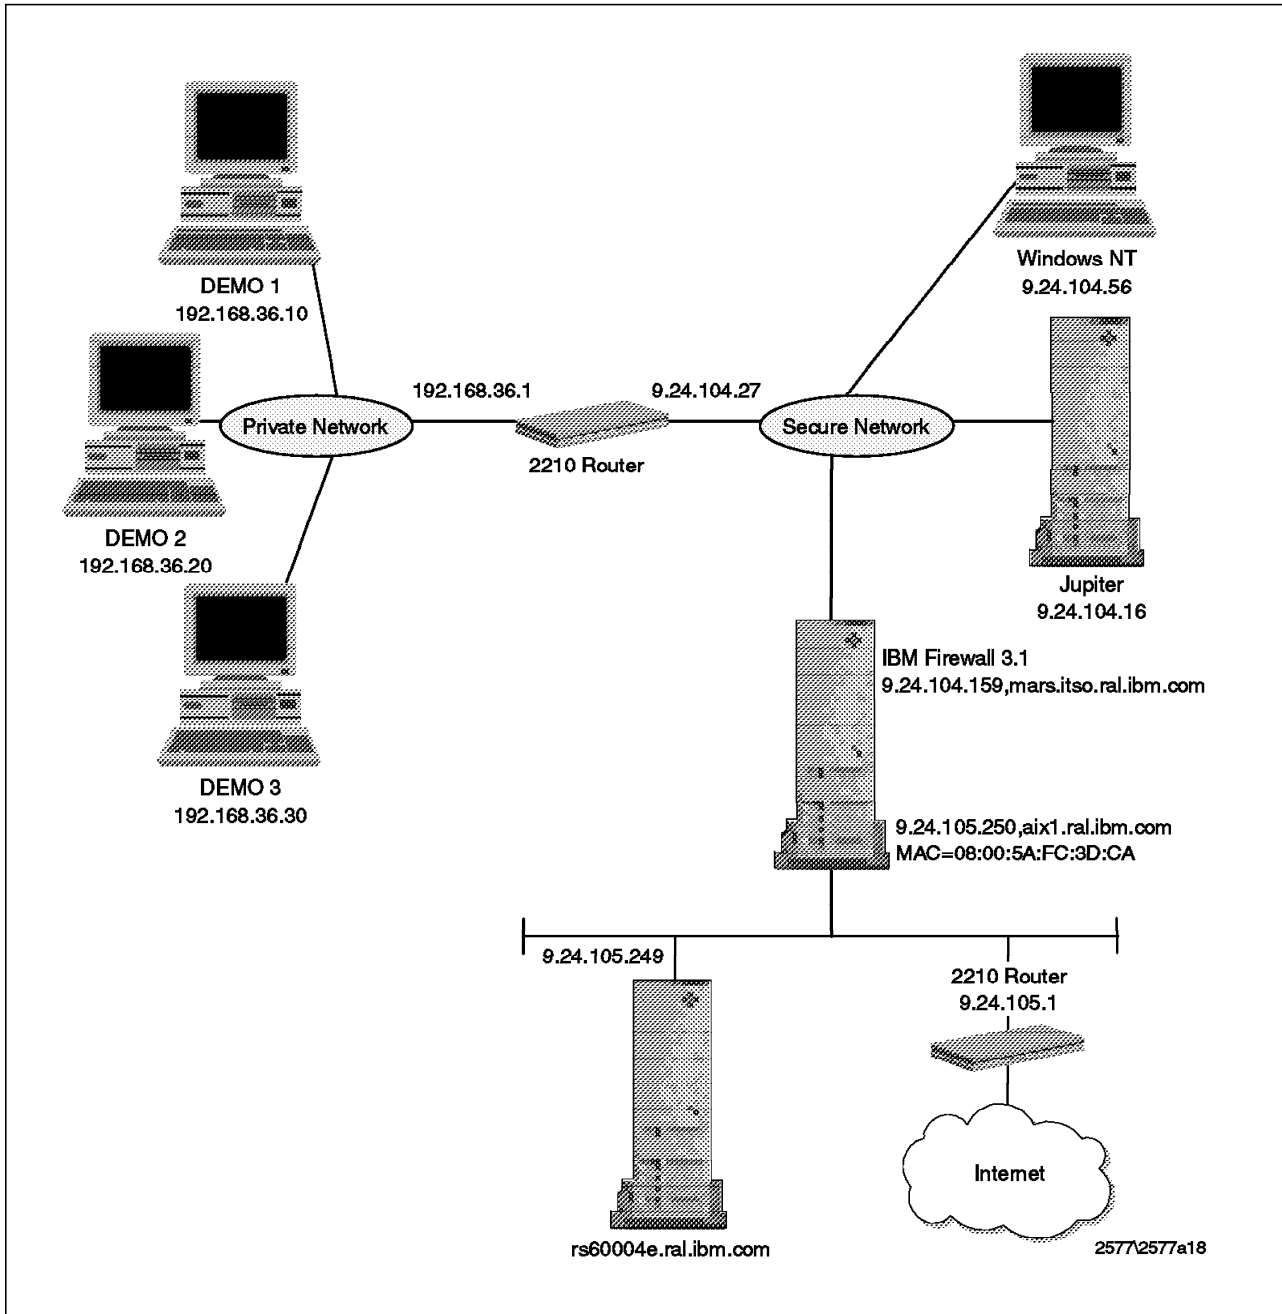 DEMO 1
192.168.36.10
Windows NT
9.24.104.56
DEMO 2
192.168.36.20
Private Network
192.168.36.1
2210 Router
9.24.104.27
Secure Network
Jupiter
9.24.104.16
DEMO 3
192.168.36.30
IBM Firewall 3.1
9.24.104.159,mars.itso.ral.ibm.com
9.24.105.250,aix1.ral.ibm.com
MAC=08:00:5A:FC:3D:CA
9.24.105.249
rs60004e.ral.ibm.com
2210 Router
9.24.105.1
Internet
2577\2577a18